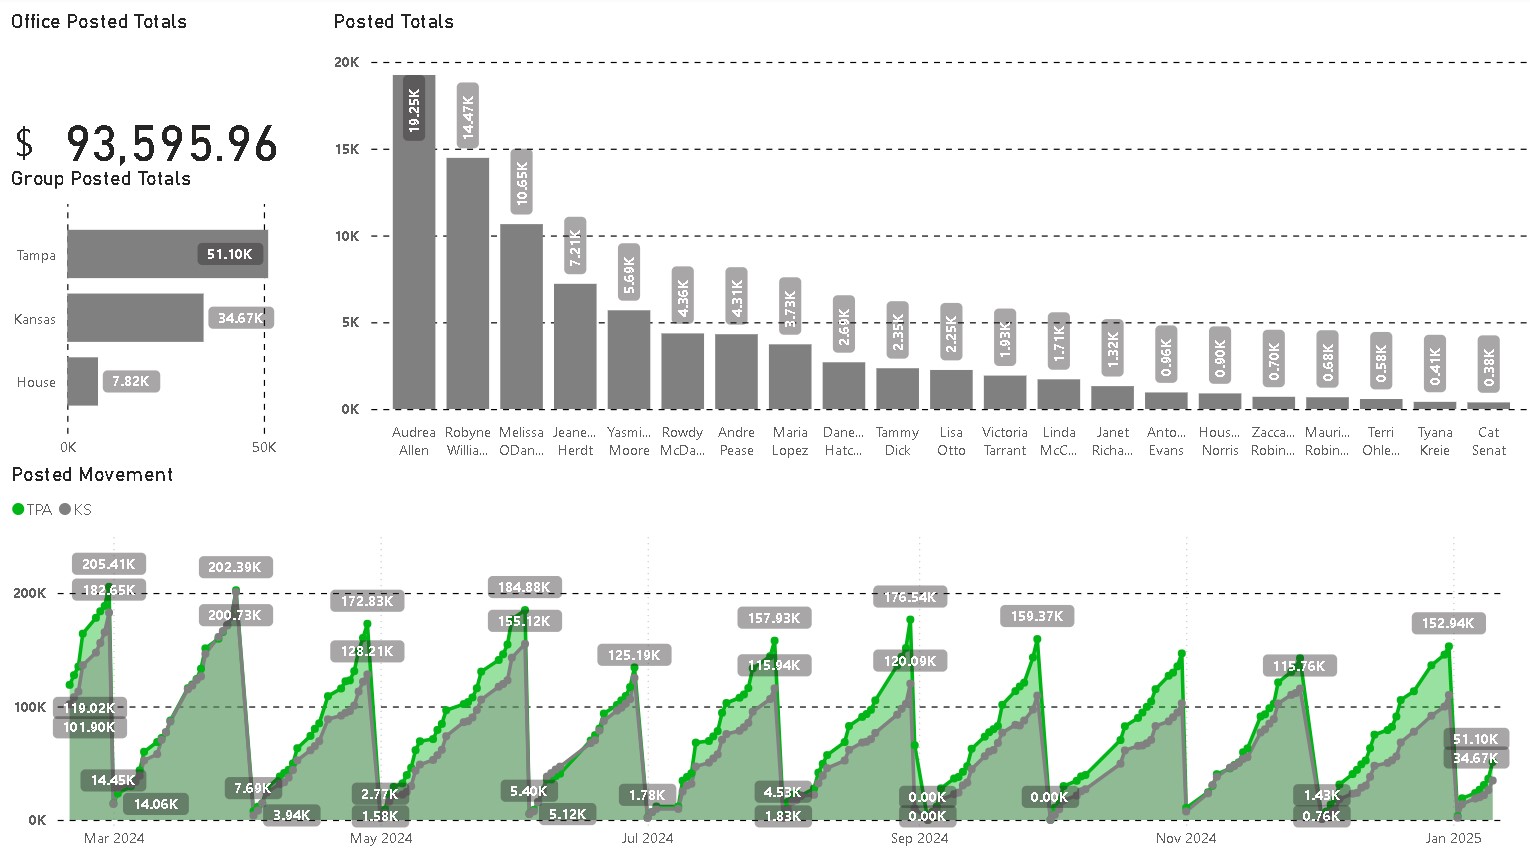 Office Posted Totals
$ 93,595.96
Group Posted Totals
Tampa
51.10K
Kansas
34.67K
House
7.82K
0K
50K
Posted Totals
20K
15K
10K
5K
0K
19.25K
14.47K
10.65K
7.21K
5.69K
4.36K
4.31K
3.73K
2.69K
2.35K
2.25K
1.93K
1.71K
1.32K
0.96K
0.90K
0.70K
0.68K
0.58K
0.41K
0.38K
Audrea
Allen
Robyne
Willia...
Melissa
ODan...
Jeane...
Herdt
Yasmi...
Moore
Rowdy
McDa...
Andre
Pease
Maria
Lopez
Dane...
Hatc...
Tammy
Dick
Lisa
Otto
Victoria
Tarrant
Linda
McC...
Janet
Richa...
Anto...
Evans
Hous...
Norris
Zacca...
Robin...
Mauri...
Robin...
Terri
Ohle...
Tyana
Kreie
Cat
Senat
Posted Movement
TPA KS
200K
100K
0K
205.41K
182.65K
119.02K
101.90K
14.45K
14.06K
202.39K
200.73K
7.69K
3.94K
172.83K
128.21K
2.77K
1.58K
184.88K
155.12K
5.40K
5.12K
125.19K
1.78K
157.93K
115.94K
4.53K
1.83K
176.54K
120.09K
0.00K
0.00K
159.37K
0.00K
115.76K
1.43K
0.76K
152.94K
51.10K
34.67K
Mar 2024
May 2024
Jul 2024
Sep 2024
Nov 2024
Jan 2025